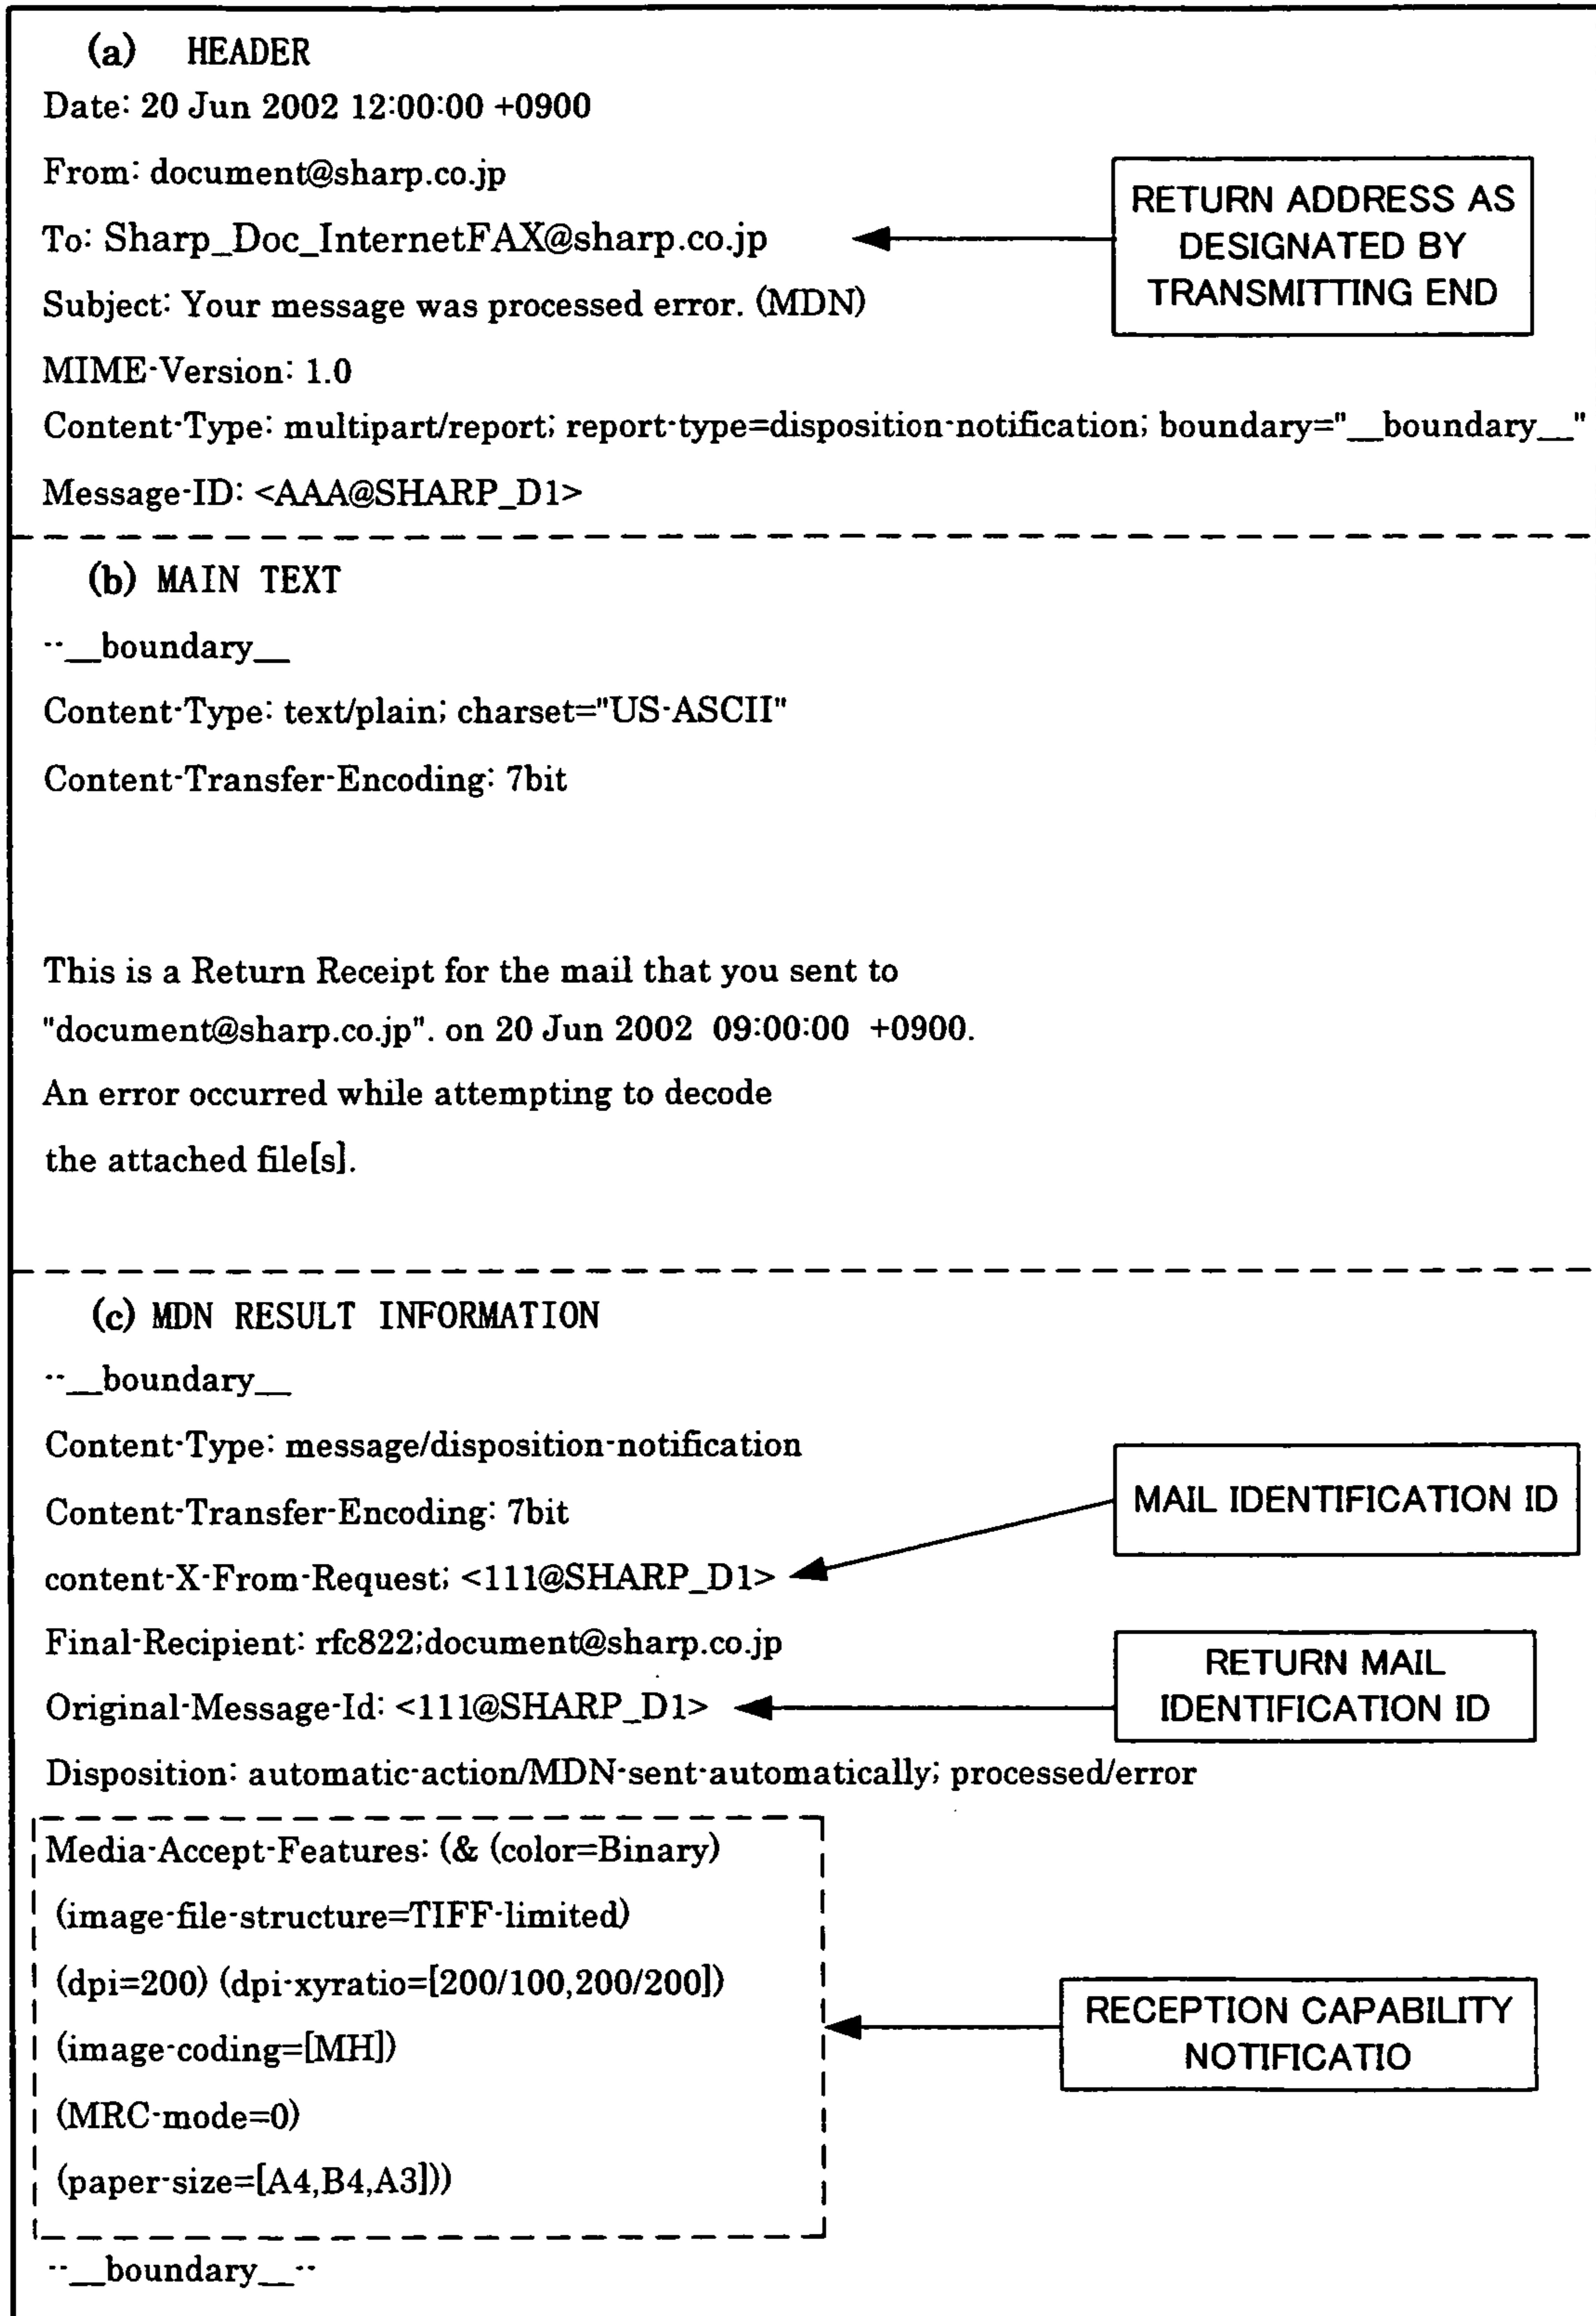 (a) HEADER
Date: 20 Jun 2002 12:00:00 +0900
From: document@sharp.co.jp
To: Sharp_Doc_InternetFAX@sharp.co.jp
RETURN ADDRESS AS
DESIGNATED BY
TRANSMITTING END
Subject: Your message was processed error. (MDN)
MIME-Version: 1.0
Content-Type: multipart/report; report-type=disposition-notification; boundary="__boundary__"
Message-ID: <AAA@SHARP_D1>
(b) MAIN TEXT
--__boundary__
Content-Type: text/plain; charset="US-ASCII"
Content-Transfer-Encoding: 7bit
This is a Return Receipt for the mail that you sent to
"document@sharp.co.jp". on 20 Jun 2002 09:00:00 +0900.
An error occurred while attempting to decode
the attached file[s].
(c) MDN RESULT INFORMATION
--__boundary__
Content-Type: message/disposition-notification
Content-Transfer-Encoding: 7bit
MAIL IDENTIFICATION ID
content-X-From-Request; <111@SHARP_D1>
Final-Recipient: rfc822;document@sharp.co.jp
Original-Message-Id: <111@SHARP_D1>
RETURN MAIL
IDENTIFICATION ID
Disposition: automatic-action/MDN-sent-automatically; processed/error
Media-Accept-Features: (& (color=Binary)
(image-file-structure=TIFF-limited)
(dpi=200) (dpi-xyratio=[200/100,200/200])
(image-coding=[MH])
(MRC-mode=0)
(paper-size=[A4,B4,A3]))
RECEPTION CAPABILITY
NOTIFICATIO
--__boundary__--